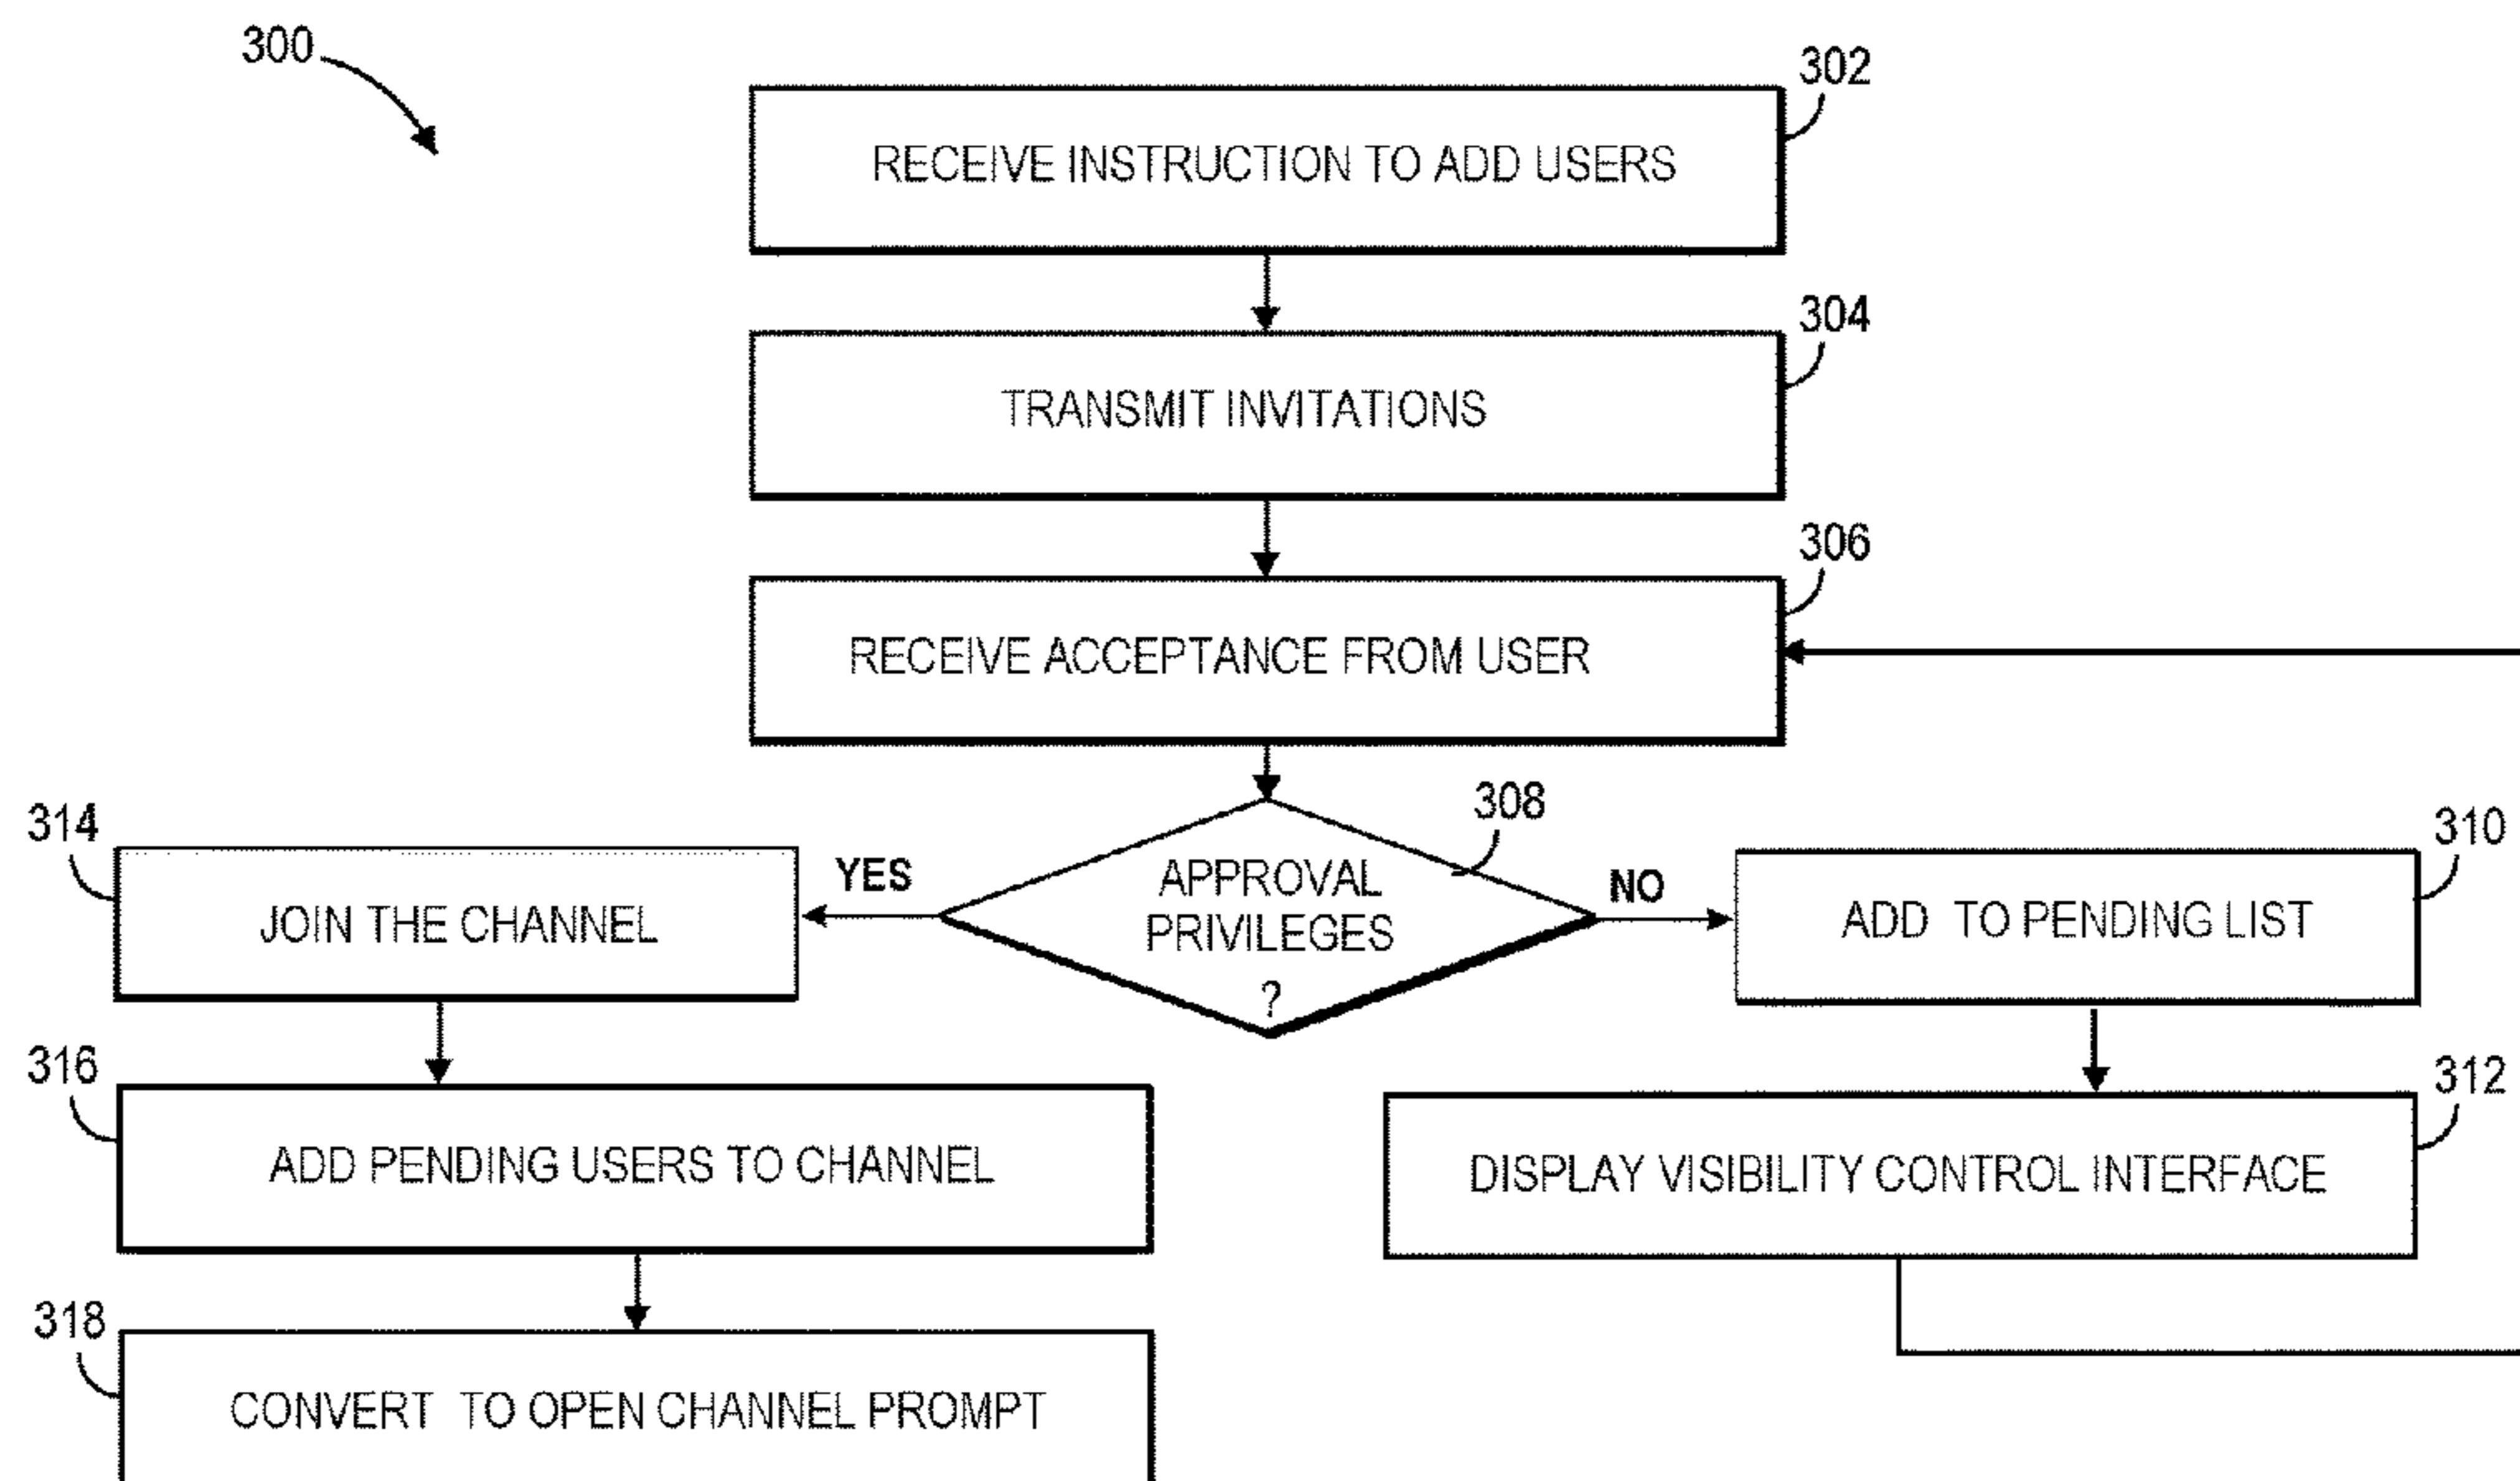 300
302
RECEIVE INSTRUCTION TO ADD USERS
304
TRANSMIT INVITATIONS
306
RECEIVE ACCEPTANCE FROM USER
308
APPROVAL
PRIVILEGES
?
YES
NO
314
JOIN THE CHANNEL
310
ADD TO PENDING LIST
316
ADD PENDING USERS TO CHANNEL
312
DISPLAY VISIBILITY CONTROL INTERFACE
318
CONVERT TO OPEN CHANNEL PROMPT